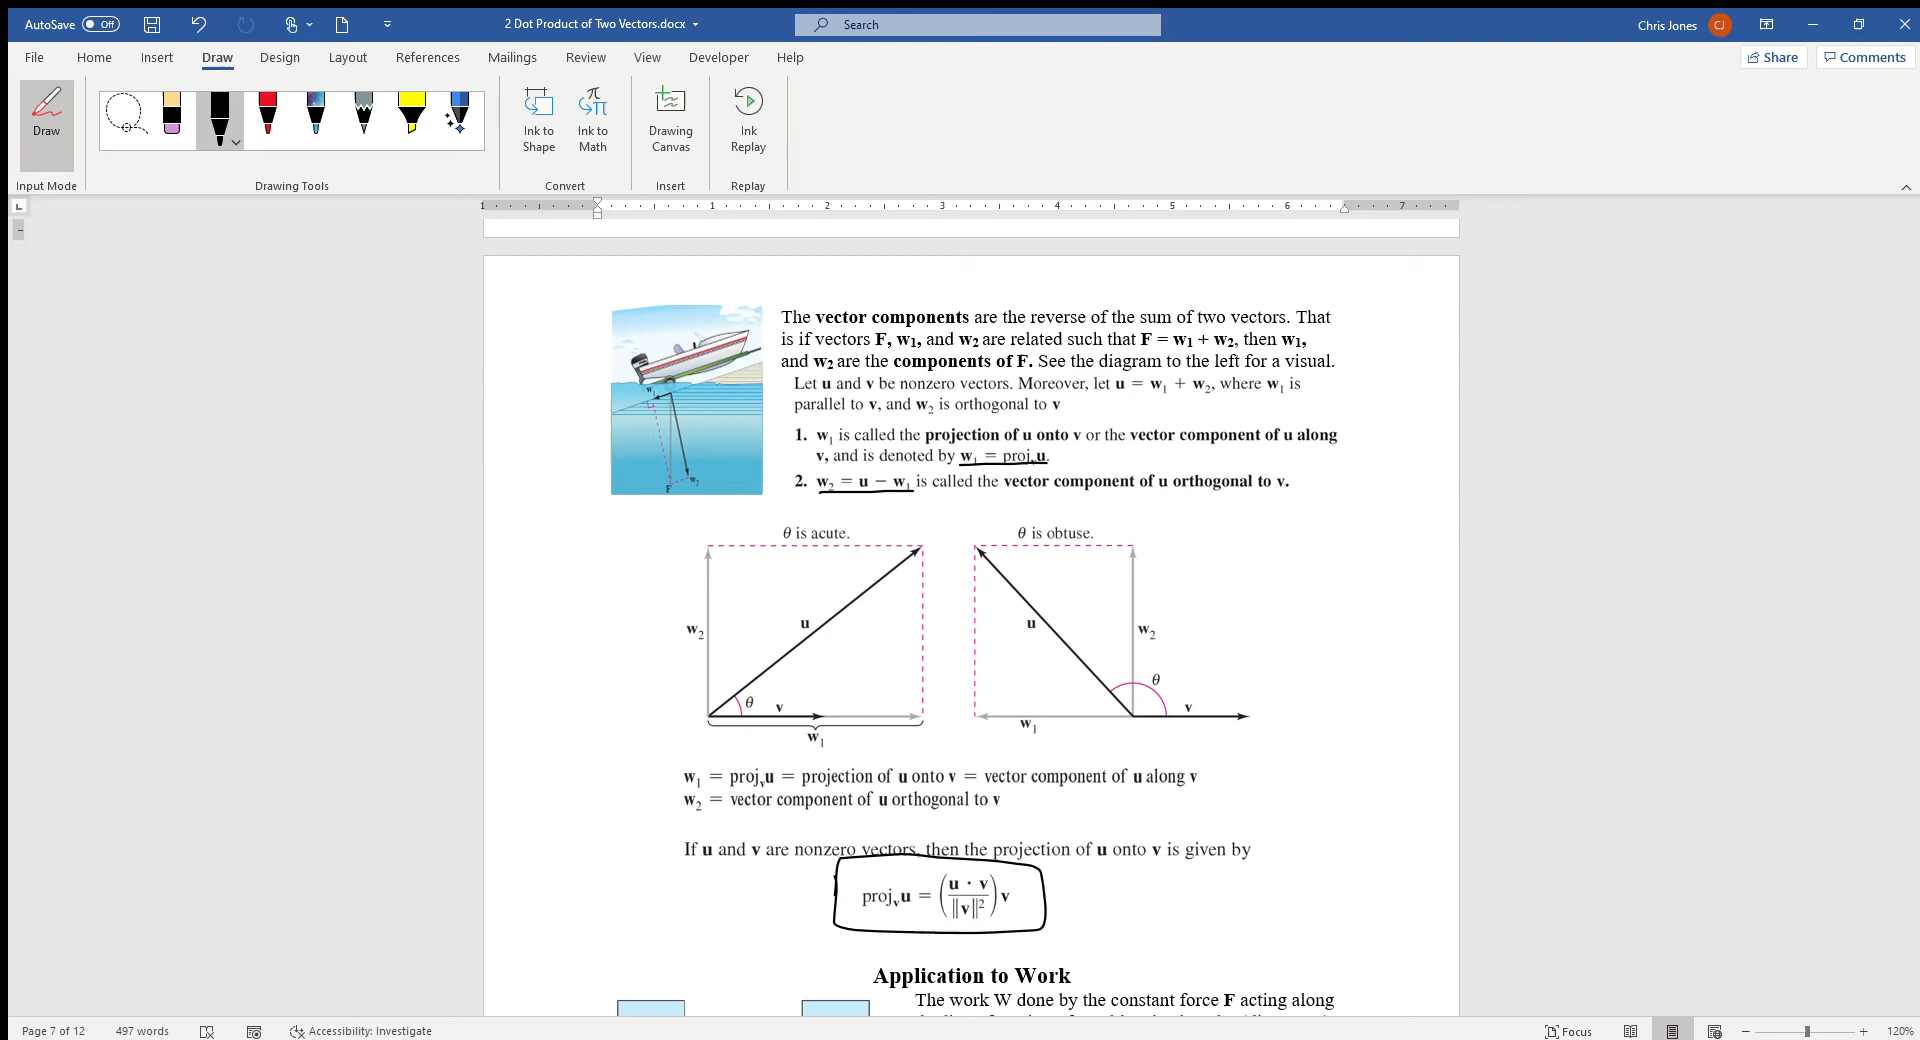 AutoSave Off 2 Dot Product of Two Vectors.docx Search Chris Jones CJ
File Home Insert Draw Design Layout References Mailings Review View Developer Help Share Comments
Draw
Ink to Shape
Ink to Math
Drawing Canvas
Ink Replay
Input Mode Drawing Tools Convert Insert Replay
1 1 2 3 4 5 6 7
The vector components are the reverse of the sum of two vectors. That
is if vectors F, w₁, and w₂ are related such that F = w₁ + w₂, then w₁,
and w₂ are the components of F. See the diagram to the left for a visual.
Let u and v be nonzero vectors. Moreover, let u = w₁ + w₂, where w₁ is
parallel to v, and w₂ is orthogonal to v
1. w₁ is called the projection of u onto v or the vector component of u along
v, and is denoted by w₁ = projᵥu.
2. w₂ = u − w₁ is called the vector component of u orthogonal to v.
w₁
w₂
F
θ is acute.
w₂
u
θ
v
w₁
θ is obtuse.
u
w₂
θ
v
w₁
w₁ = projᵥu = projection of u onto v = vector component of u along v
w₂ = vector component of u orthogonal to v
If u and v are nonzero vectors, then the projection of u onto v is given by
projᵥu = (u · v / ‖v‖²) v
Application to Work
The work W done by the constant force F acting along
Page 7 of 12 497 words Accessibility: Investigate Focus 120%